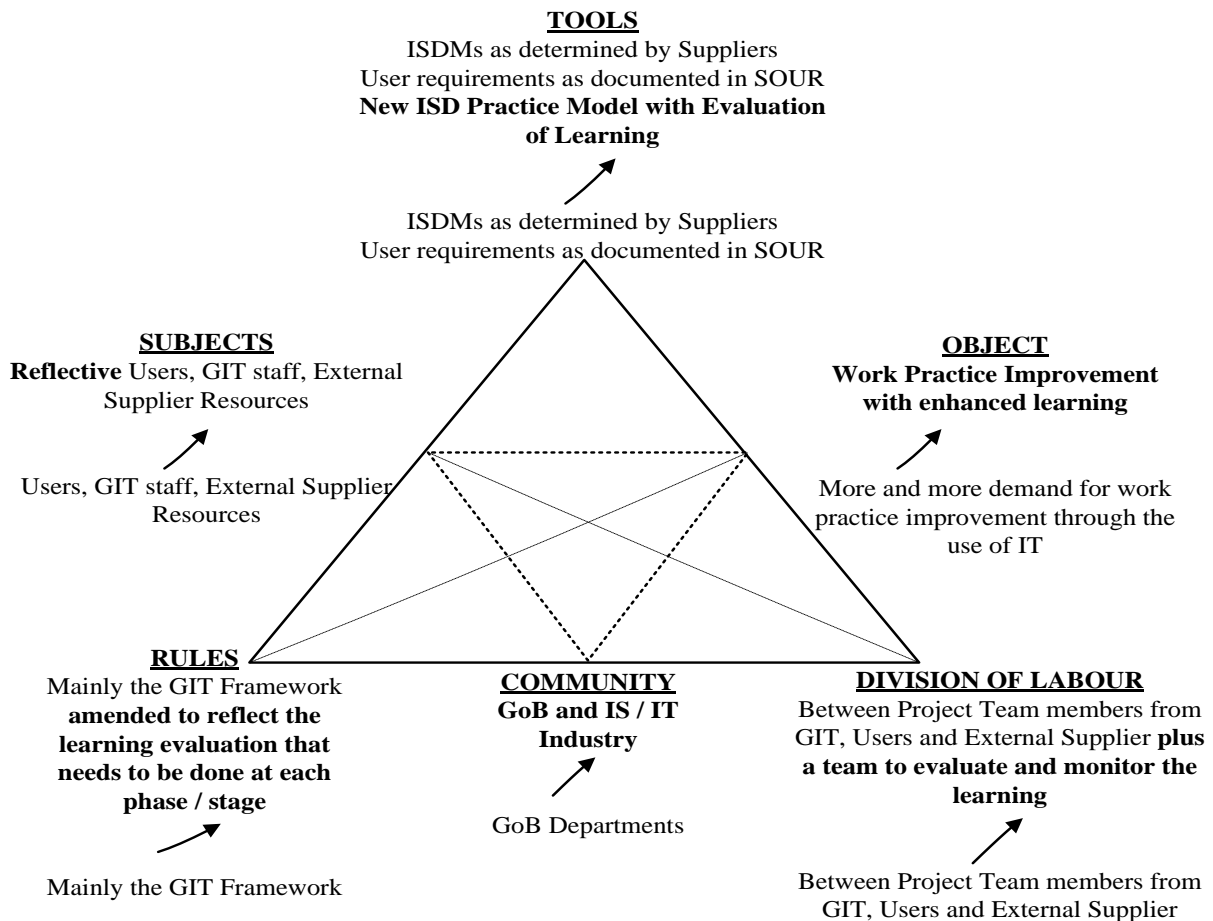 TOOLS
ISDMs as determined by Suppliers
User requirements as documented in SOUR
New ISD Practice Model with Evaluation
of Learning
ISDMs as determined by Suppliers
User requirements as documented in SOUR
SUBJECTS
Reflective Users, GIT staff, External
Supplier Resources
Users, GIT staff, External Supplier
Resources
OBJECT
Work Practice Improvement
with enhanced learning
More and more demand for work
practice improvement through the
use of IT
RULES
Mainly the GIT Framework
amended to reflect the
learning evaluation that
needs to be done at each
phase / stage
Mainly the GIT Framework
COMMUNITY
GoB and IS / IT
Industry
GoB Departments
DIVISION OF LABOUR
Between Project Team members from
GIT, Users and External Supplier plus
a team to evaluate and monitor the
learning
Between Project Team members from
GIT, Users and External Supplier